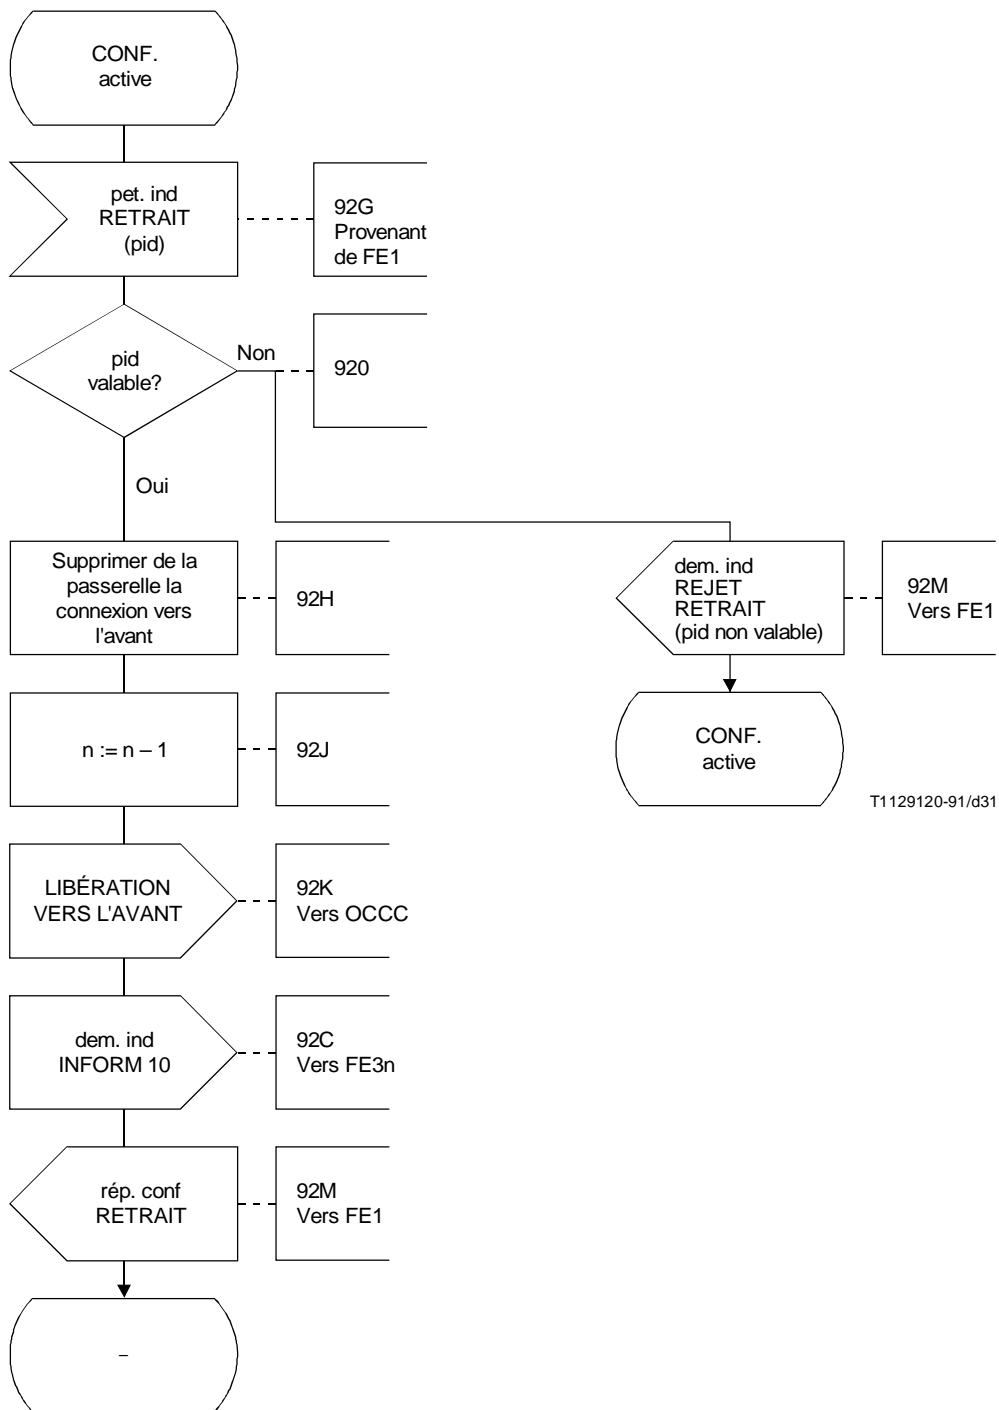 CONF.
active
pet. ind
RETRAIT
(pid)
92G
Provenant
de FE1
pid
valable?
Non
920
Oui
Supprimer de la
passerelle la
connexion vers
l'avant
92H
dem. ind
REJET
RETRAIT
(pid non valable)
92M
Vers FE1
n := n – 1
92J
CONF.
active
T1129120-91/d31
LIBÉRATION
VERS L'AVANT
92K
Vers OCCC
dem. ind
INFORM 10
92C
Vers FE3n
rép. conf
RETRAIT
92M
Vers FE1
–